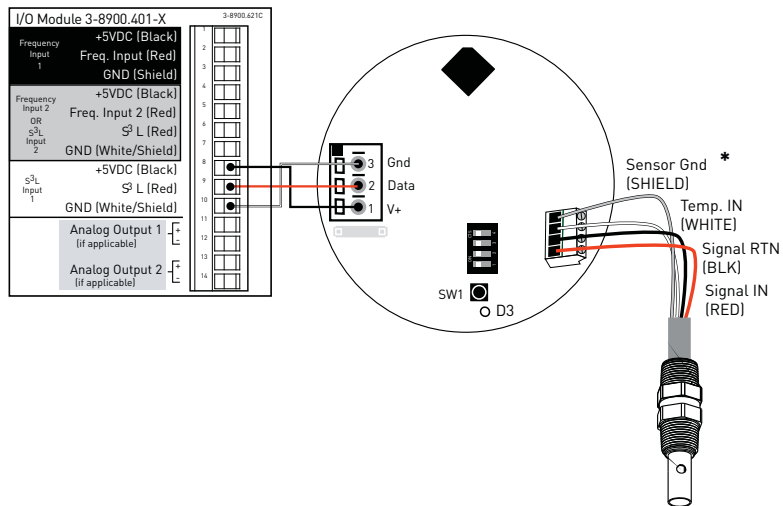 I/O Module 3-8900.401-X
3-8900.621C
Frequency Input 1
+5VDC (Black)
Freq. Input (Red)
GND (Shield)
Frequency Input 2 OR S³L Input 2
+5VDC (Black)
Freq. Input 2 (Red)
S³ L (Red)
GND (White/Shield)
S³L Input 1
+5VDC (Black)
S³ L (Red)
GND (White/Shield)
Analog Output 1
+
(if applicable)
-
Analog Output 2
+
(if applicable)
-
1
2
3
4
5
6
7
8
9
10
11
12
13
14
3 Gnd
2 Data
1 V+
SW1
D3
Sensor Gnd *
(SHIELD)
Temp. IN
(WHITE)
Signal RTN
(BLK)
Signal IN
(RED)